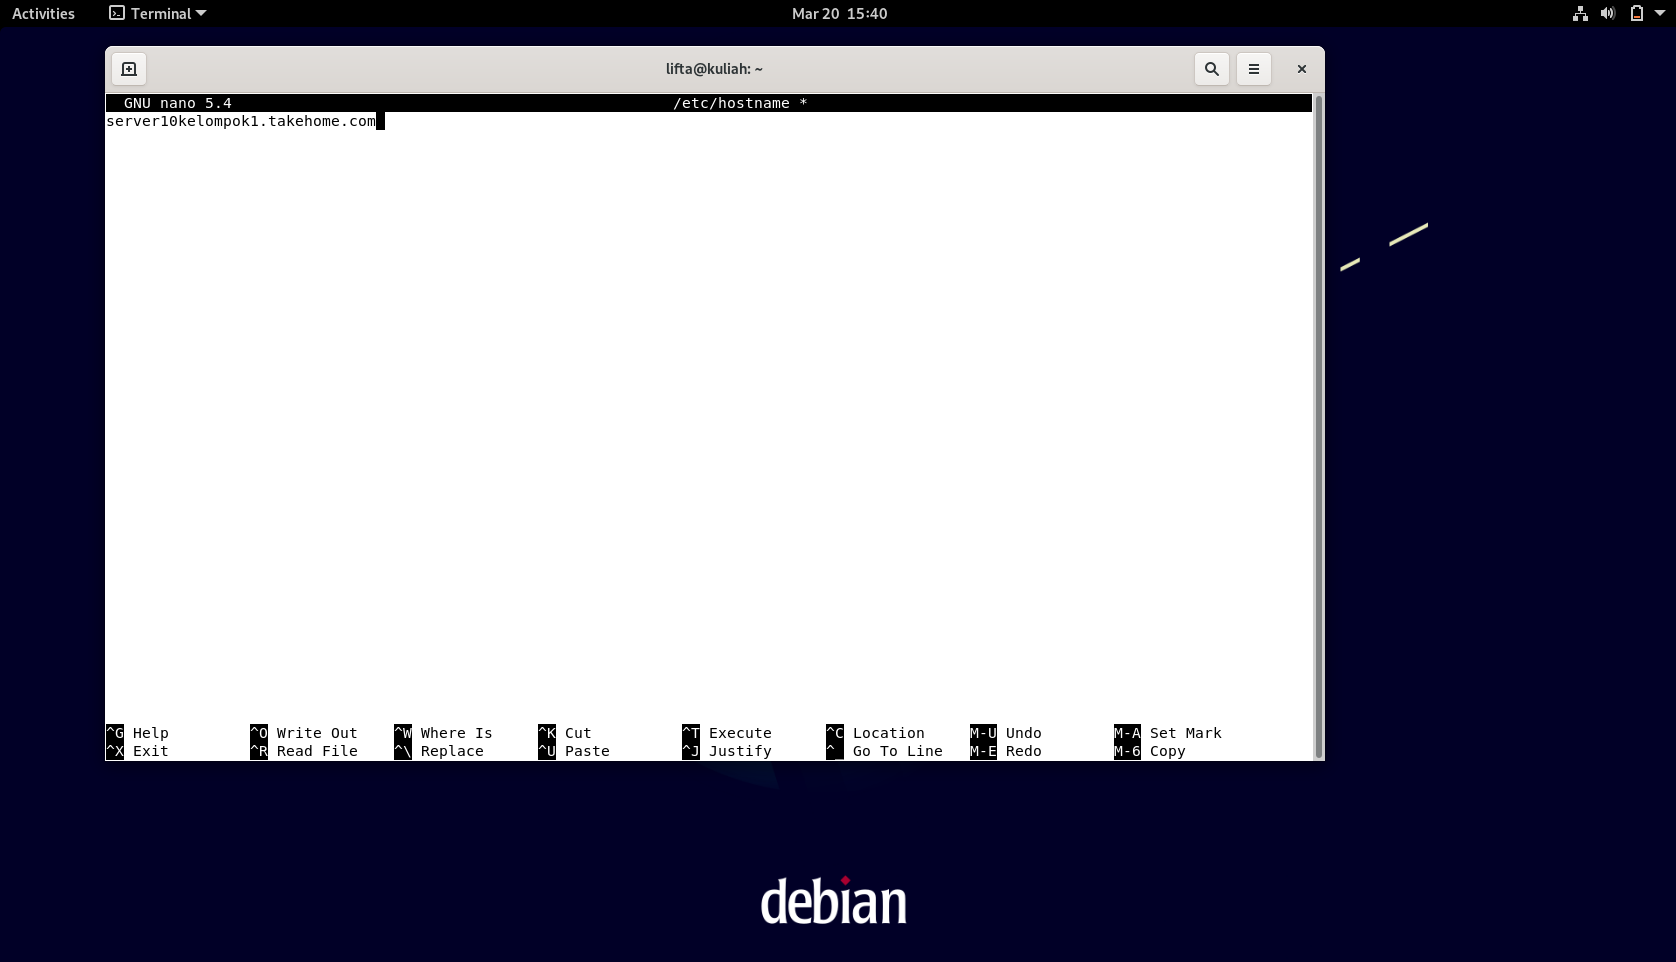 Activities Terminal Mar 20 15:40
lifta@kuliah: ~
GNU nano 5.4 /etc/hostname *
server10kelompok1.takehome.com
^G Help ^O Write Out ^W Where Is ^K Cut ^T Execute ^C Location M-U Undo M-A Set Mark
^X Exit ^R Read File ^\ Replace ^U Paste ^J Justify ^_ Go To Line M-E Redo M-6 Copy
debian